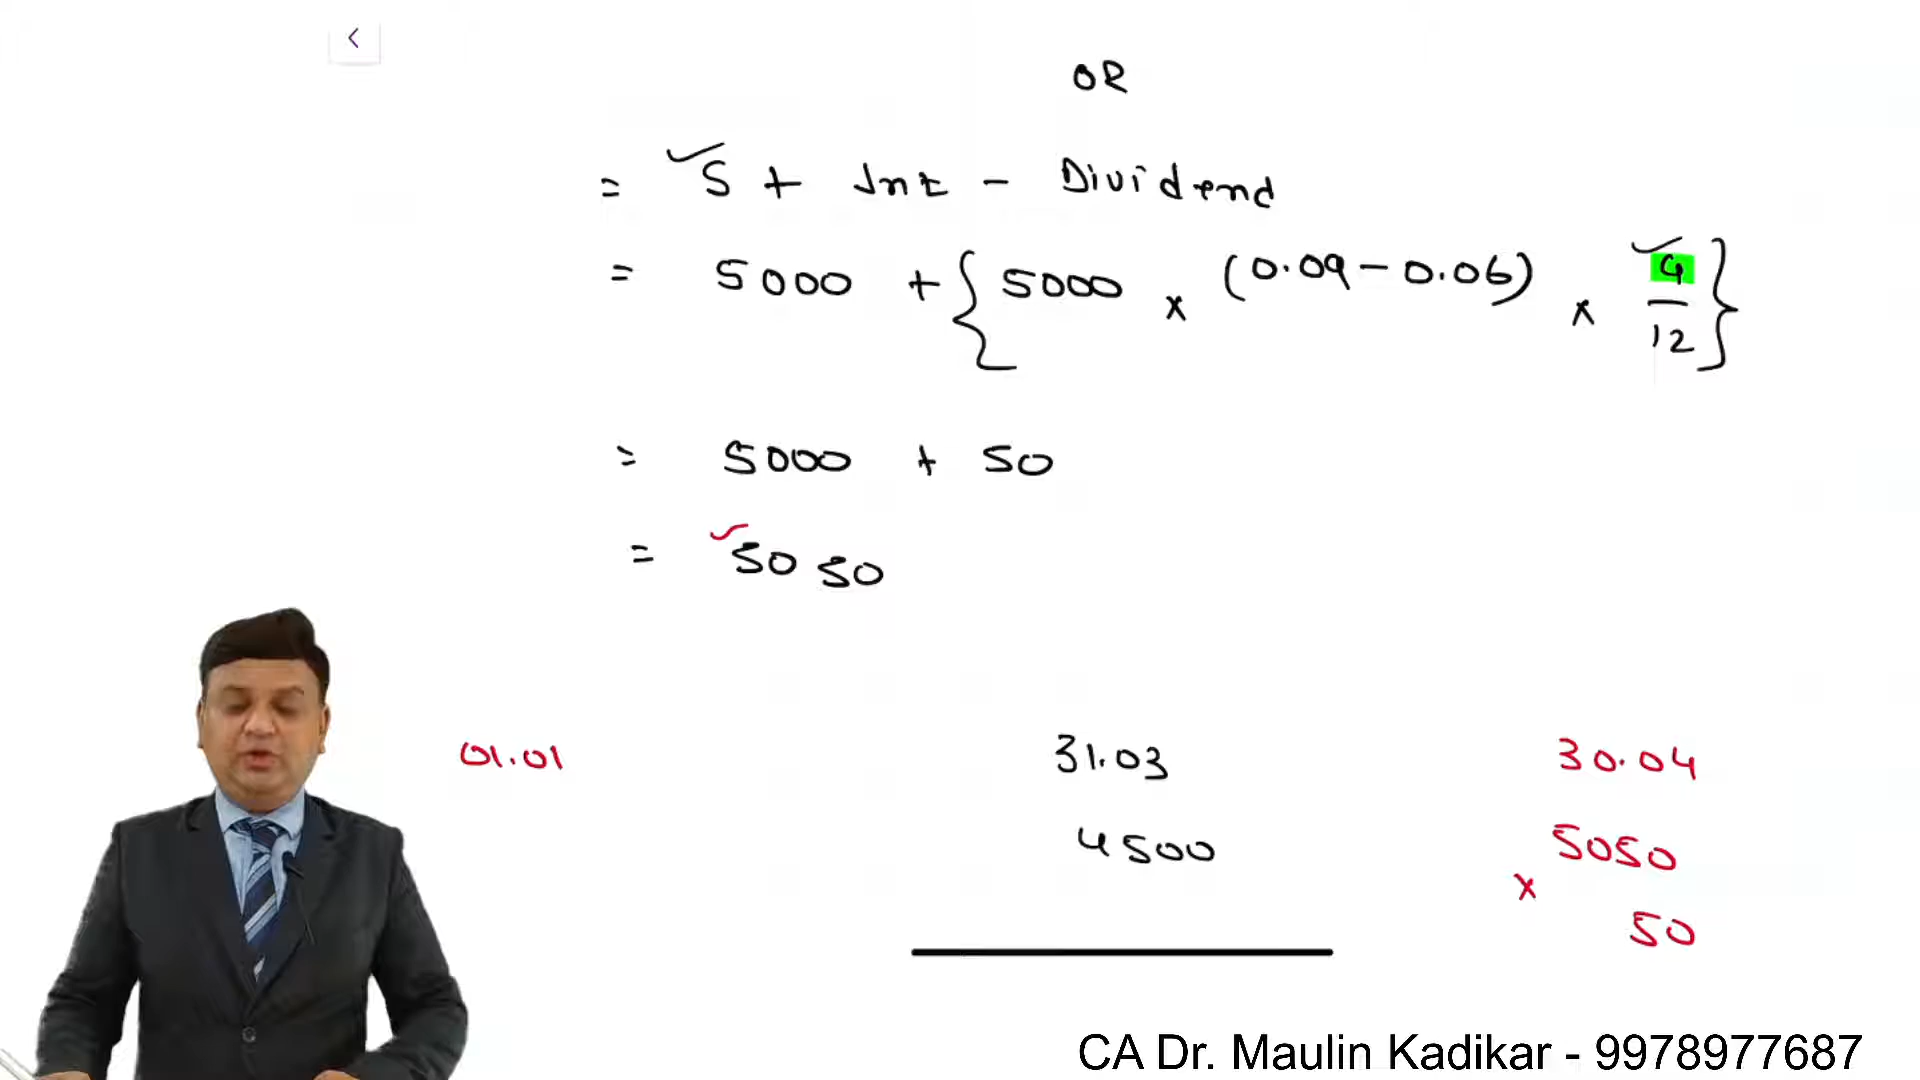 OR
= S + Int - Dividend
= 5000 + { 5000 x (0.09 - 0.06) x 4/12 }
= 5000 + 50
= 5050
01.01 31.03 30.04
4500 5050
x 50
CA Dr. Maulin Kadikar - 9978977687